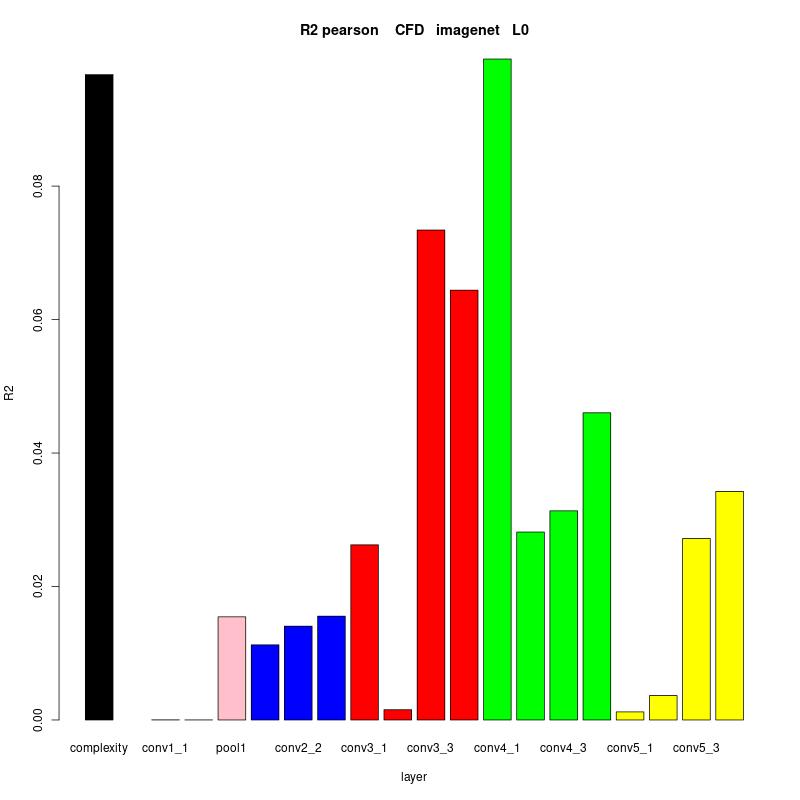 R2 pearson CFD imagenet L0
R2
0.08
0.06
0.04
0.02
0.00
complexity conv1_1 pool1 conv2_2 conv3_1 conv3_3 conv4_1 conv4_3 conv5_1 conv5_3
layer